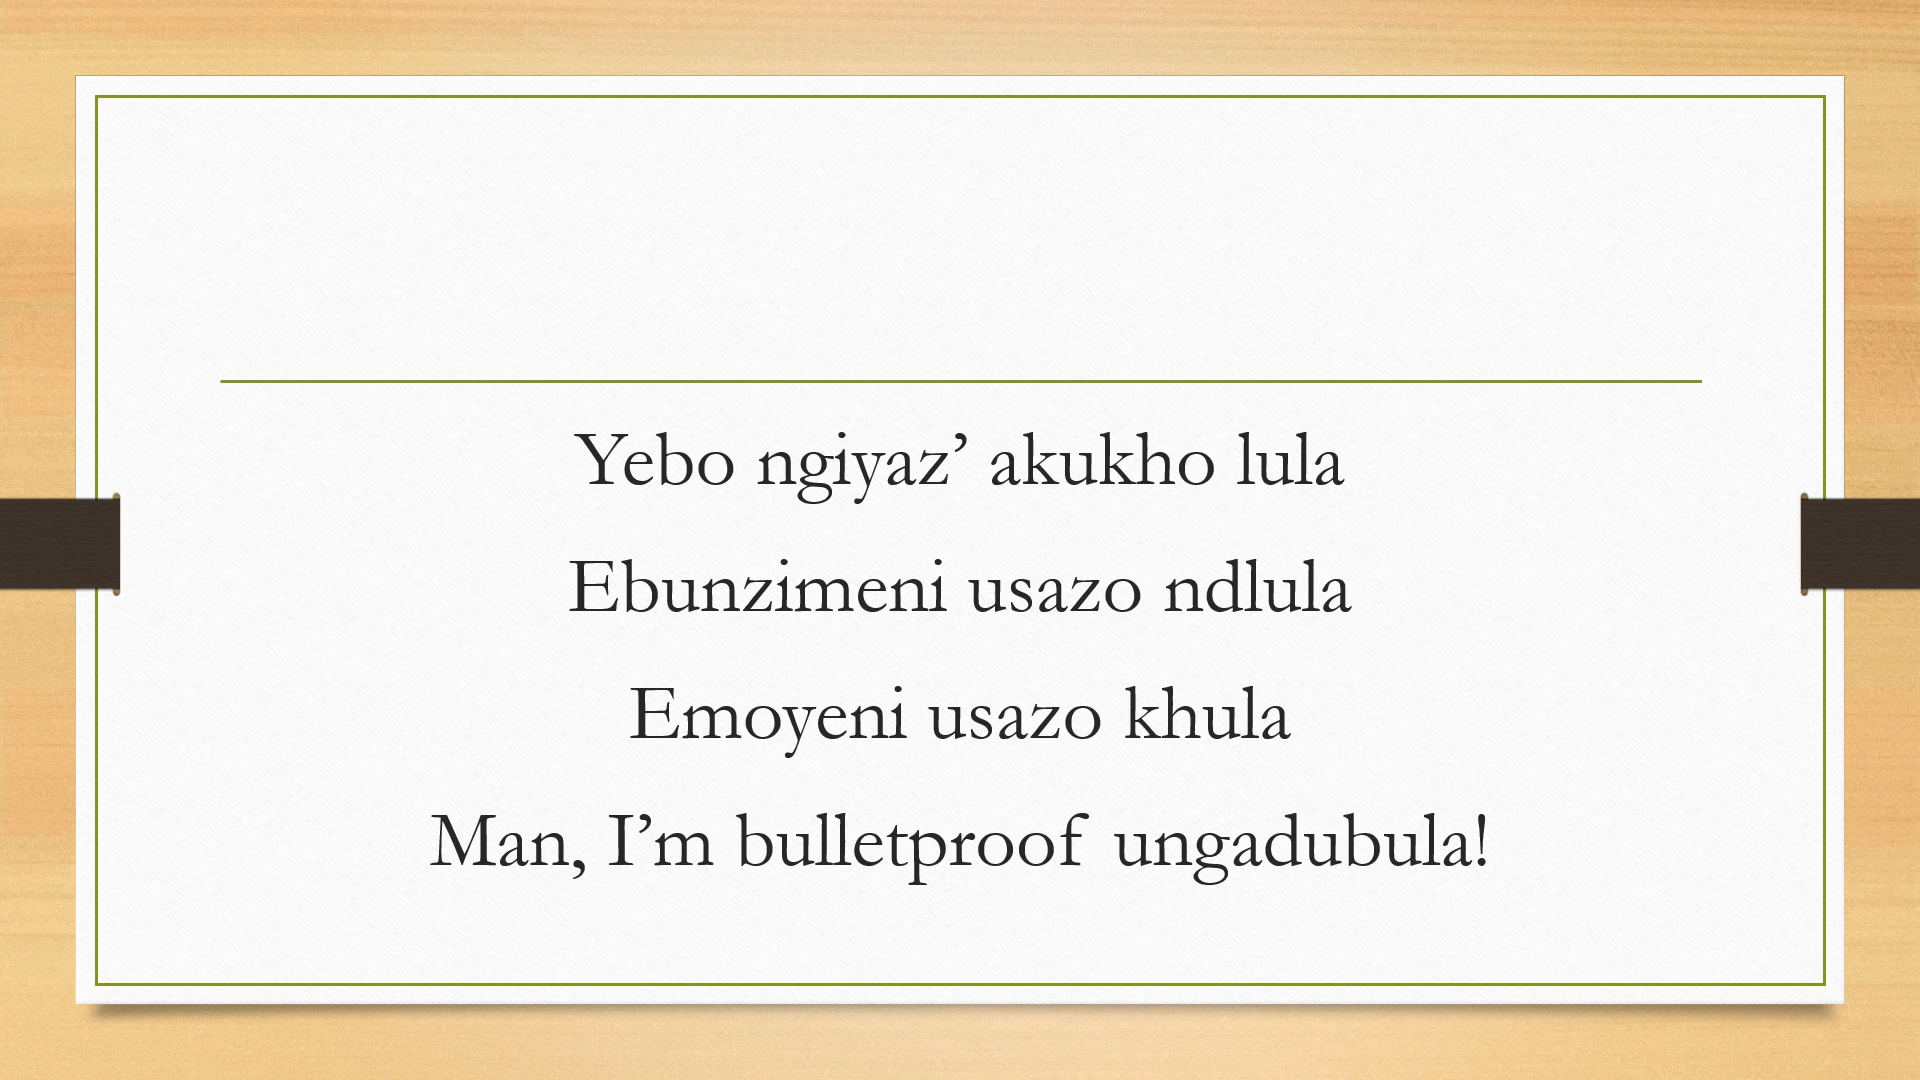 Yebo ngiyaz’ akukho lula
Ebunzimeni usazo ndlula
Emoyeni usazo khula
Man, I’m bulletproof ungadubula!